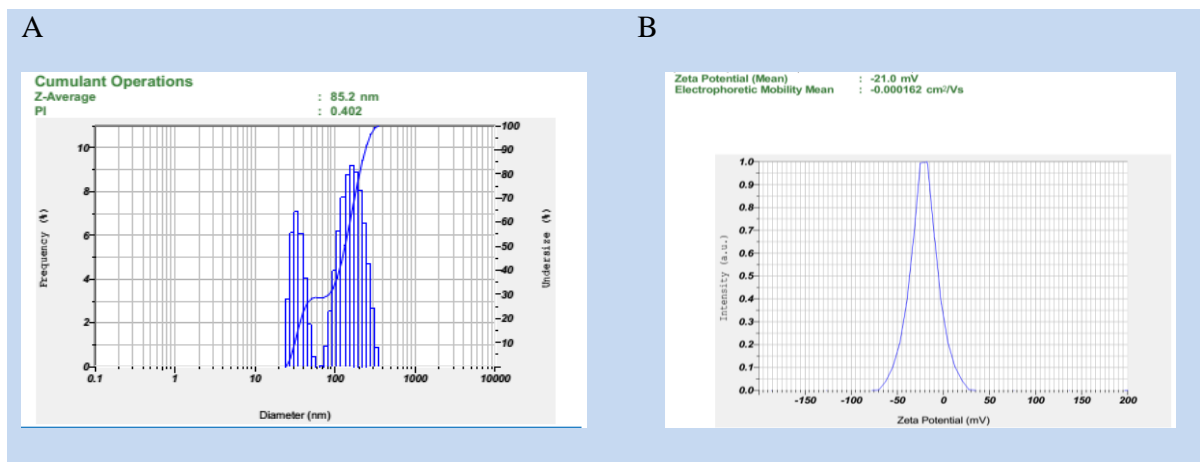 A
B
Cumulant Operations
Z-Average : 85.2 nm
PI : 0.402
10
8
6
4
2
0
Frequency (%)
100
90
80
70
60
50
40
30
20
10
Undersize (%)
0.1 1 10 100 1000 10000
Diameter (nm)
Zeta Potential (Mean) : -21.0 mV
Electrophoretic Mobility Mean : -0.000162 cm²/Vs
1.0
0.9
0.8
0.7
0.6
0.5
0.4
0.3
0.2
0.1
0.0
Intensity (a.u.)
-150 -100 -50 0 50 100 150 200
Zeta Potential (mV)